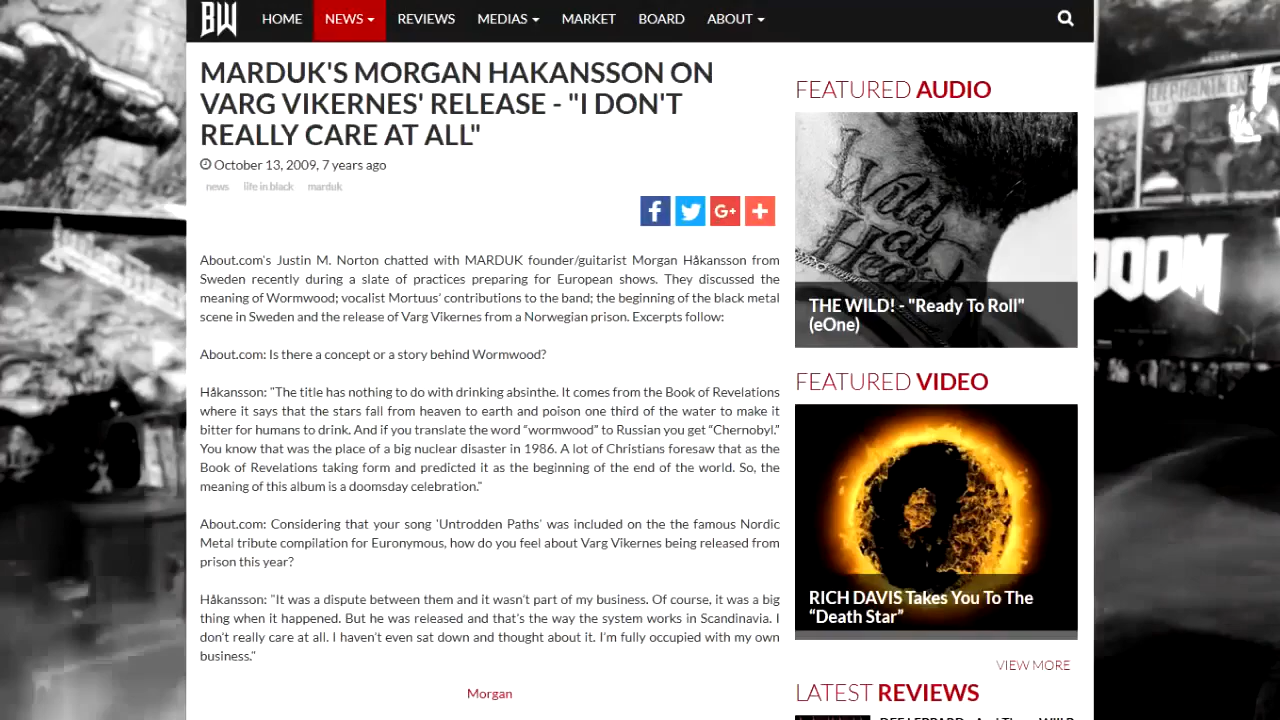 BW HOME NEWS REVIEWS MEDIAS MARKET BOARD ABOUT
MARDUK'S MORGAN HAKANSSON ON
VARG VIKERNES' RELEASE - "I DON'T
REALLY CARE AT ALL"
October 13, 2009, 7 years ago
news life in black marduk
About.com's Justin M. Norton chatted with MARDUK founder/guitarist Morgan Håkansson from
Sweden recently during a slate of practices preparing for European shows. They discussed the
meaning of Wormwood; vocalist Mortuus' contributions to the band; the beginning of the black metal
scene in Sweden and the release of Varg Vikernes from a Norwegian prison. Excerpts follow:
About.com: Is there a concept or a story behind Wormwood?
Håkansson: "The title has nothing to do with drinking absinthe. It comes from the Book of Revelations
where it says that the stars fall from heaven to earth and poison one third of the water to make it
bitter for humans to drink. And if you translate the word “wormwood” to Russian you get “Chernobyl.”
You know that was the place of a big nuclear disaster in 1986. A lot of Christians foresaw that as the
Book of Revelations taking form and predicted it as the beginning of the end of the world. So, the
meaning of this album is a doomsday celebration."
About.com: Considering that your song 'Untrodden Paths' was included on the the famous Nordic
Metal tribute compilation for Euronymous, how do you feel about Varg Vikernes being released from
prison this year?
Håkansson: "It was a dispute between them and it wasn't part of my business. Of course, it was a big
thing when it happened. But he was released and that's the way the system works in Scandinavia. I
don't really care at all. I haven't even sat down and thought about it. I'm fully occupied with my own
business."
Morgan
FEATURED AUDIO
Wild
at
THE WILD! - "Ready To Roll"
(eOne)
FEATURED VIDEO
RICH DAVIS Takes You To The
“Death Star”
VIEW MORE
LATEST REVIEWS
DOOM